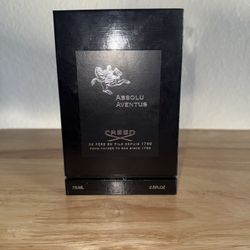 ABSOLU
AVENTUS
CREED
DE PÈRE EN FILS DEPUIS 1760
FROM FATHER TO SON SINCE 1760
75 ML
2.5 FL.OZ